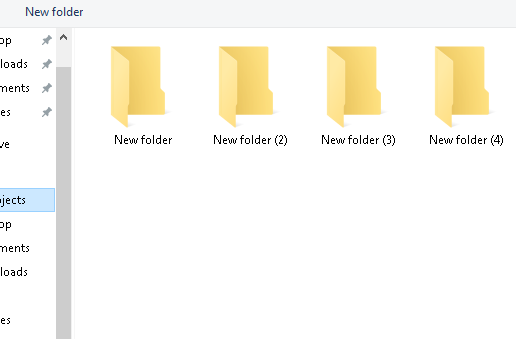 New folder
op
loads
ments
es
ve
jects
op
ments
loads
es
New folder
New folder (2)
New folder (3)
New folder (4)